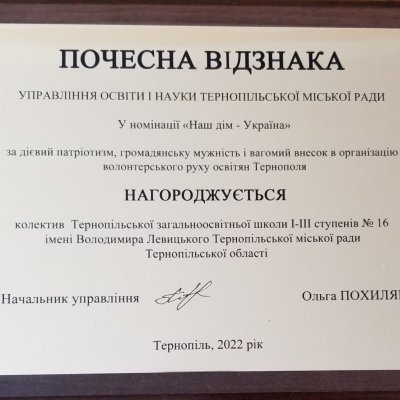 ПОЧЕСНА ВІДЗНАКА
УПРАВЛІННЯ ОСВІТИ І НАУКИ ТЕРНОПІЛЬСЬКОЇ МІСЬКОЇ РАДИ
У номінації «Наш дім - Україна»
за дієвий патріотизм, громадянську мужність і вагомий внесок в організацію
волонтерського руху освітян Тернополя
НАГОРОДЖУЄТЬСЯ
колектив Тернопільської загальноосвітньої школи І-ІІІ ступенів № 16
імені Володимира Левицького Тернопільської міської ради
Тернопільської області
Начальник управління
Ольга
Тернопіль, 2022 рік